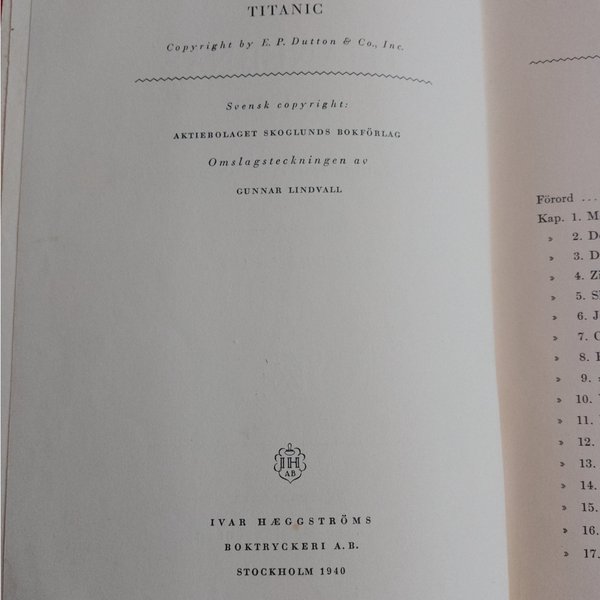 TITANIC
Copyright by E. P. Dutton & Co., Inc.
Svensk copyright:
AKTIEBOLAGET SKOGLUNDS BOKFÖRLAG
Omslagsteckningen av
GUNNAR LINDVALL
IH
AB
IVAR HÆGGSTRÖMS
BOKTRYCKERI A.B.
STOCKHOLM 1940
Förord ...
Kap. 1.
» 2.
» 3.
» 4.
» 5.
» 6.
» 7.
» 8.
» 9.
» 10.
» 11.
» 12.
» 13.
» 14.
» 15.
» 16.
» 17.